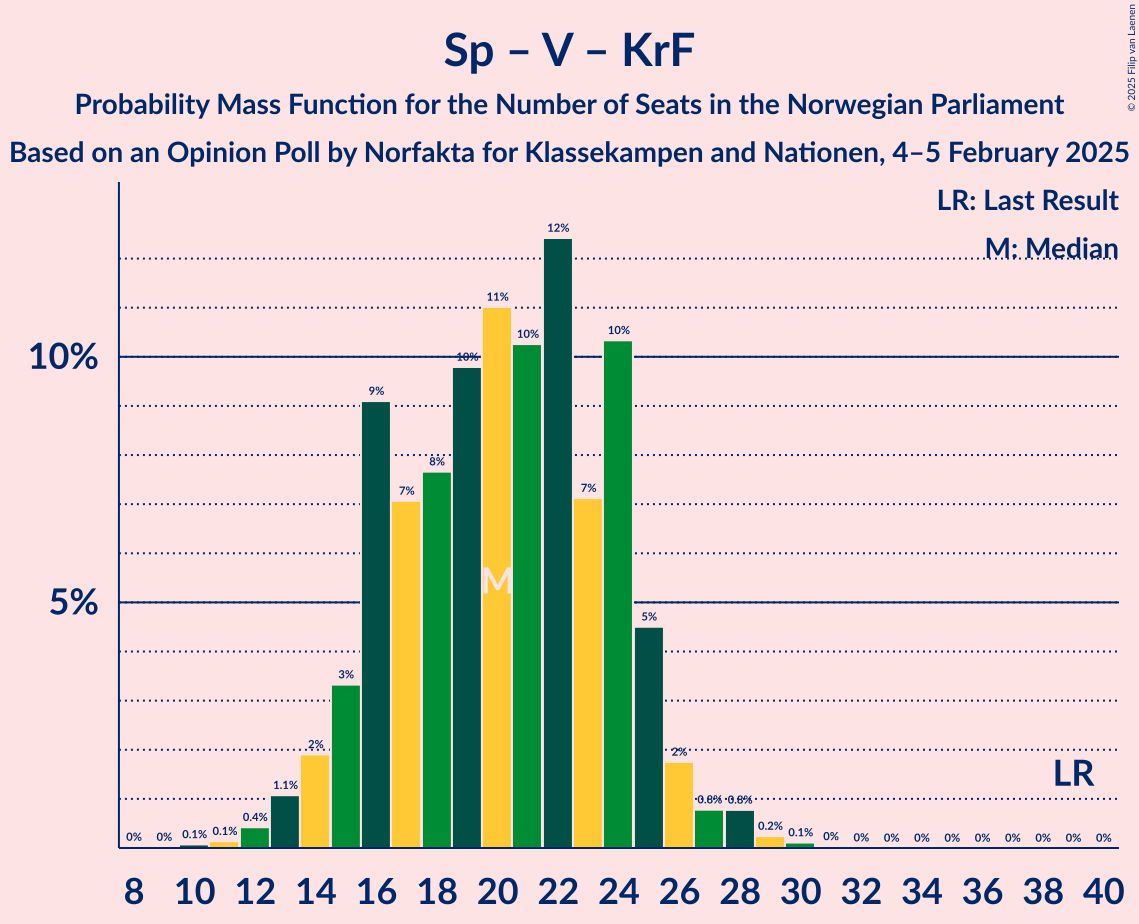 Sp – V – KrF
Probability Mass Function for the Number of Seats in the Norwegian Parliament
Based on an Opinion Poll by Norfakta for Klassekampen and Nationen, 4–5 February 2025
© 2025 Filip van Laenen
LR: Last Result
M: Median
10%
5%
0% 0% 0.1% 0.1% 0.4% 1.1% 2% 3% 9% 7% 8% 10% 11% 10% 12% 7% 10% 5% 2% 0.8% 0.8% 0.2% 0.1% 0% 0% 0% 0% 0% 0% 0% 0% 0% 0%
M
LR
8 10 12 14 16 18 20 22 24 26 28 30 32 34 36 38 40